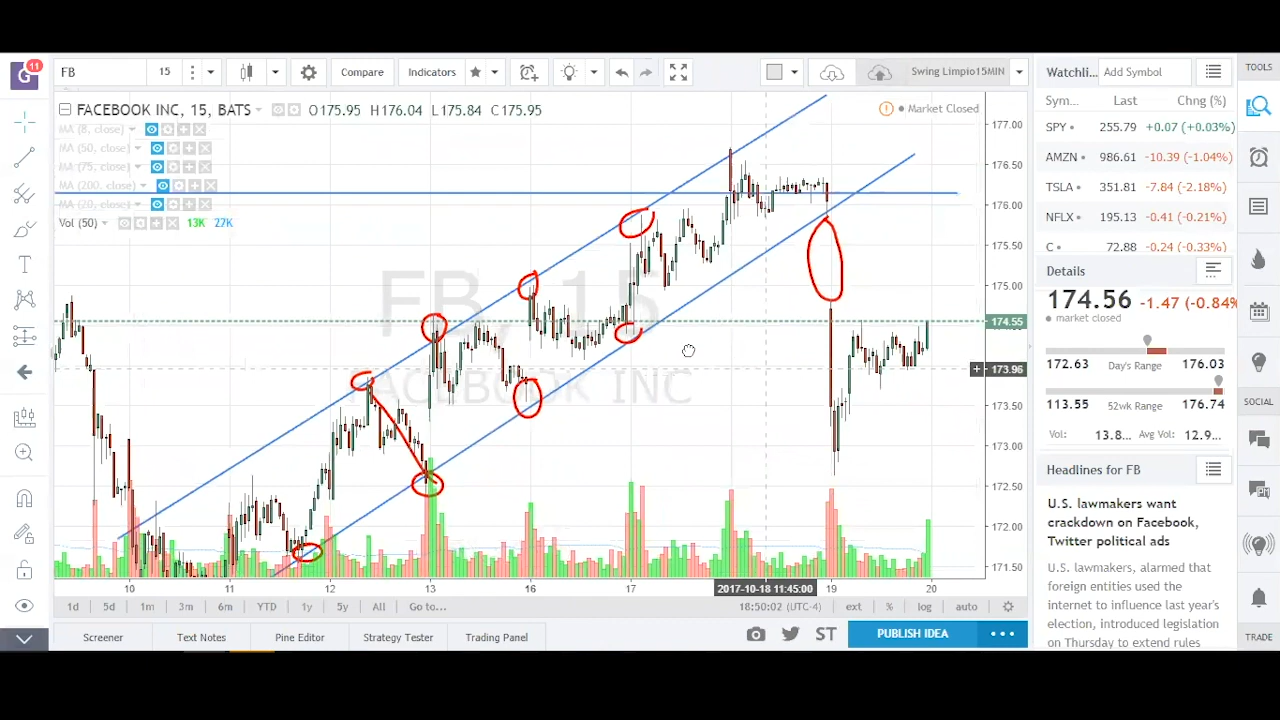 11
FB
15
Compare
Indicators
Swing Limpio15MIN
Watchli...
Add Symbol
TOOLS
FACEBOOK INC, 15, BATS
O175.95 H176.04 L175.84 C175.95
Market Closed
MA (8, close)
MA (50, close)
MA (75, close)
MA (200, close)
MA (20, close)
Vol (50) 13K 27K
FB, 15
FACEBOOK INC
177.00
176.50
176.00
175.50
175.00
174.55
173.96
173.50
173.00
172.50
172.00
171.50
10 11 12 13 16 17 2017-10-18 11:45:00 19 20
1d 5d 1m 3m 6m YTD 1y 5y All Go to... 18:50:02 (UTC-4) ext % log auto
Screener Text Notes Pine Editor Strategy Tester Trading Panel ST PUBLISH IDEA
Sym... Last Chng (%)
SPY 255.79 +0.07 (+0.03%)
AMZN 986.61 -10.39 (-1.04%)
TSLA 351.81 -7.84 (-2.18%)
NFLX 195.13 -0.41 (-0.21%)
C 72.88 -0.24 (-0.33%)
Details
174.56 -1.47 (-0.84%
market closed
172.63 Day's Range 176.03
113.55 52wk Range 176.74
Vol: 13.8... Avg Vol: 12.9...
Headlines for FB
U.S. lawmakers want
crackdown on Facebook,
Twitter political ads
U.S. lawmakers, alarmed that
foreign entities used the
internet to influence last year's
election, introduced legislation
on Thursday to extend rules
SOCIAL
TRADE